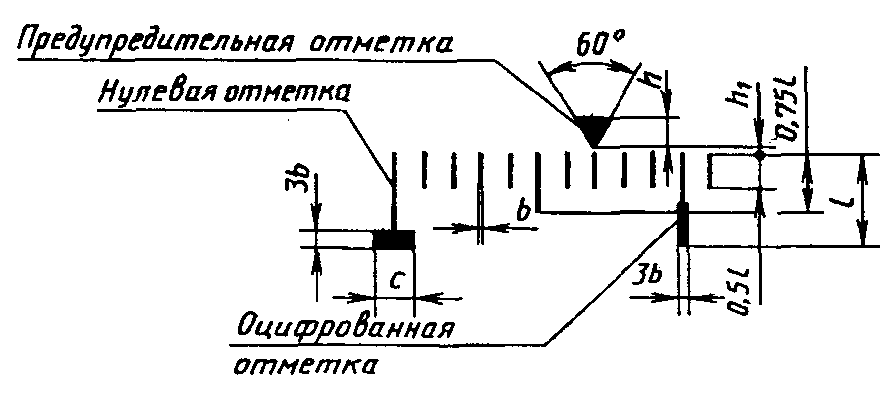 Предупредительная отметка
60°
Нулевая отметка
h
h₁
0,75l
3b
b
l
c
3b
0,5l
Оцифрованная
отметка